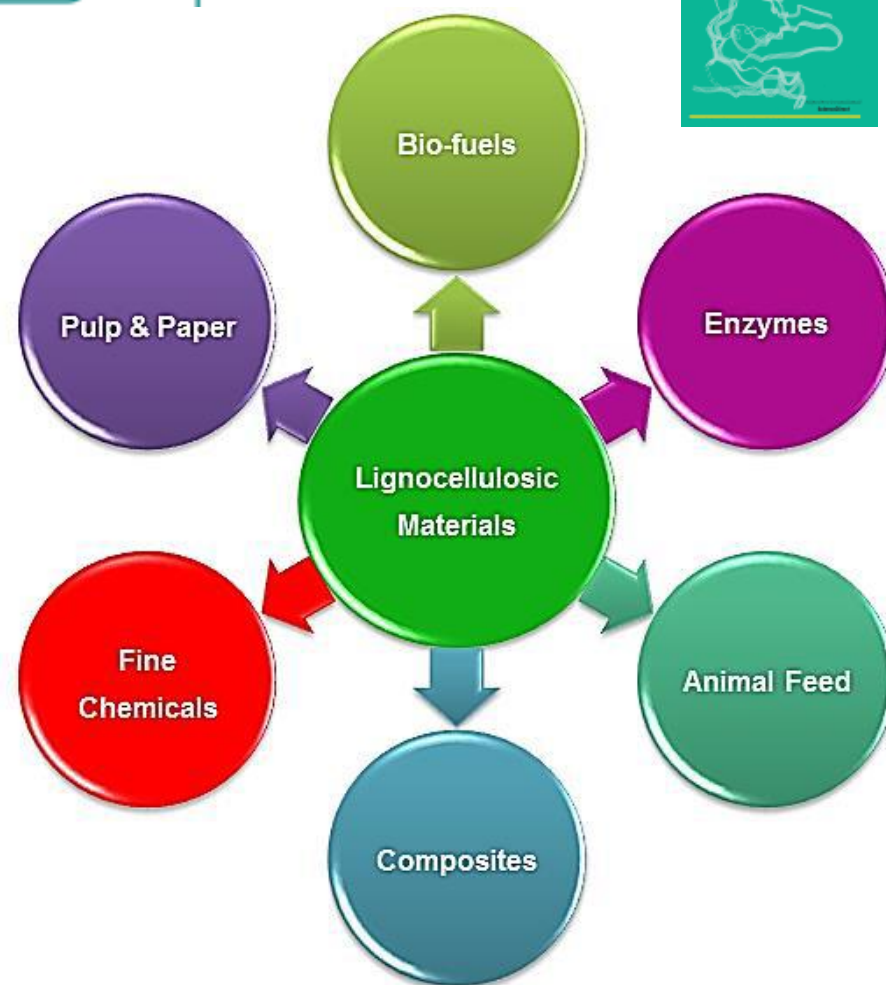 Bio-fuels
Pulp & Paper
Enzymes
Lignocellulosic
Materials
Fine
Chemicals
Animal Feed
Composites